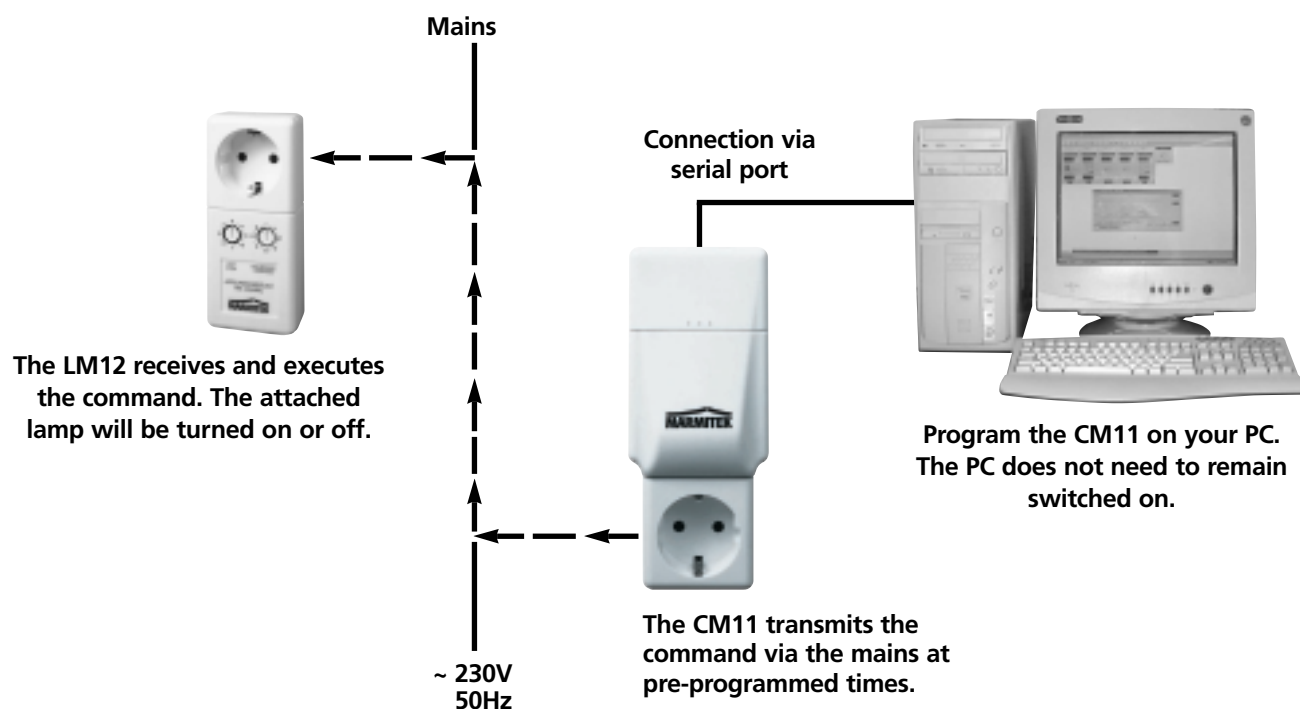 Mains
Connection via
serial port
The LM12 receives and executes
the command. The attached
lamp will be turned on or off.
MARMITEK
MARMITEK
Program the CM11 on your PC.
The PC does not need to remain
switched on.
The CM11 transmits the
command via the mains at
pre-programmed times.
~ 230V
50Hz